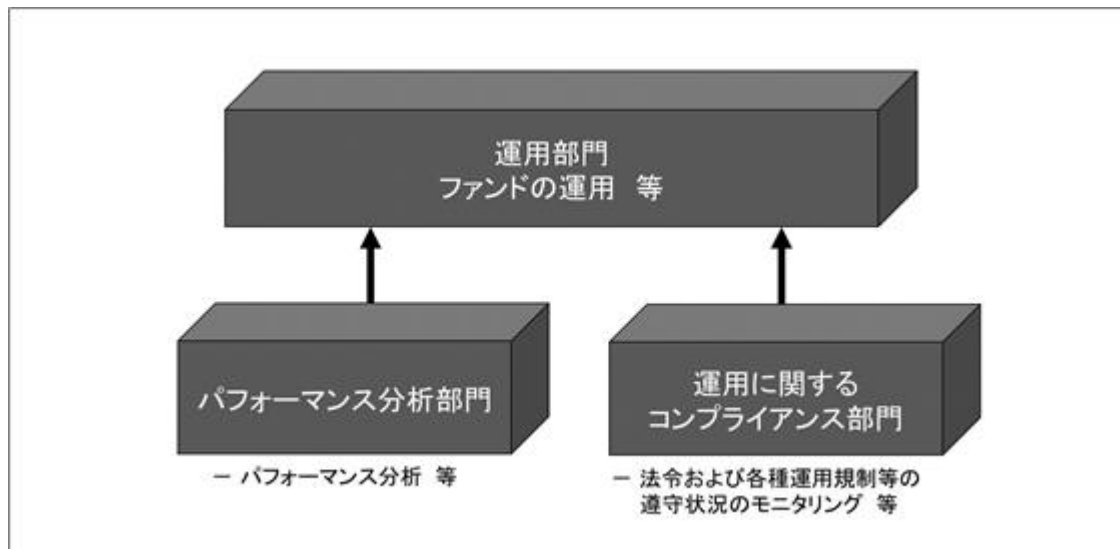 運用部門
ファンドの運用　等
パフォーマンス分析部門
－ パフォーマンス分析　等
運用に関する
コンプライアンス部門
－ 法令および各種運用規制等の
遵守状況のモニタリング　等